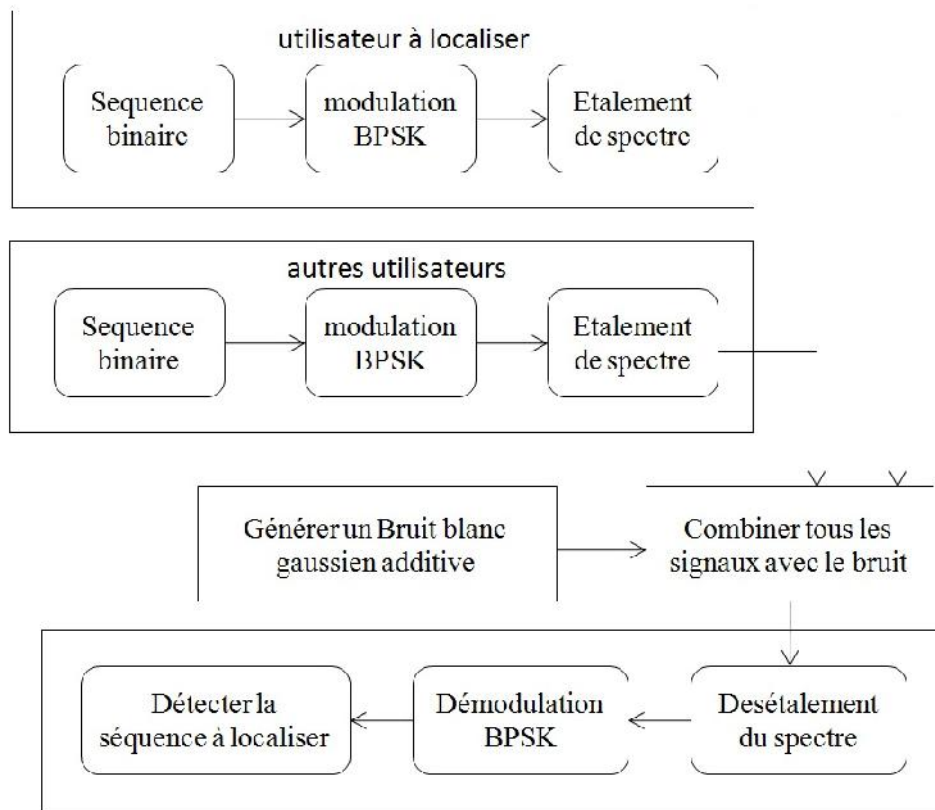 utilisateur à localiser
Sequence
binaire
modulation
BPSK
Etalement
de spectre
autres utilisateurs
Sequence
binaire
modulation
BPSK
Etalement
de spectre
Générer un Bruit blanc
gaussien additive
Combiner tous les
signaux avec le bruit
Détecter la
séquence à localiser
Démodulation
BPSK
Desétalement
du spectre